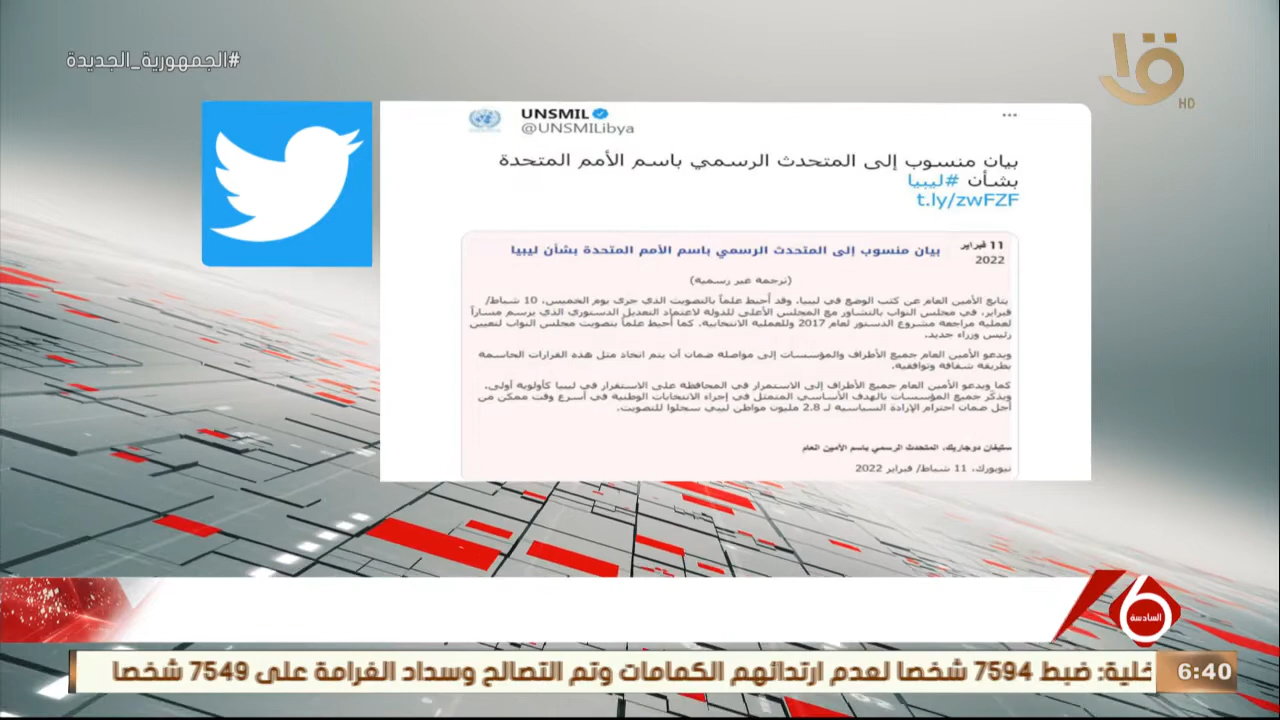 #الجمهورية_الجديدة
HD
UNSMIL
@UNSMILibya
بيان منسوب إلى المتحدث الرسمي باسم الأمم المتحدة
بشأن #ليبيا
t.ly/zwFZF
11 فبراير
2022
بيان منسوب إلى المتحدث الرسمي باسم الأمم المتحدة بشأن ليبيا
(ترجمة غير رسمية)
يتابع الأمين العام عن كثب الوضع في ليبيا، وقد أحيط علماً بالتصويت الذي جرى يوم الخميس، 10 شباط/
فبراير، في مجلس النواب بالتشاور مع المجلس الأعلى للدولة لاعتماد التعديل الدستوري الذي يرسم مساراً
لعملية مراجعة مشروع الدستور لعام 2017 وللعملية الانتخابية. كما أحيط علماً بتصويت مجلس النواب لتعيين
رئيس وزراء جديد.
ويدعو الأمين العام جميع الأطراف والمؤسسات إلى مواصلة ضمان أن يتم اتخاذ مثل هذه القرارات الحاسمة
بطريقة شفافة وتوافقية.
كما ويدعو الأمين العام جميع الأطراف إلى الاستمرار في المحافظة على الاستقرار في ليبيا كأولوية أولى،
ويذكّر جميع المؤسسات بالهدف الأساسي المتمثل في إجراء الانتخابات الوطنية في أسرع وقت ممكن من
أجل ضمان احترام الإرادة السياسية لـ 2.8 مليون مواطن ليبي سجلوا للتصويت.
ستيفان دوجاريك، المتحدث الرسمي باسم الأمين العام
نيويورك، 11 شباط/ فبراير 2022
6 السادسة
خلية: ضبط 7594 شخصا لعدم ارتدائهم الكمامات وتم التصالح وسداد الغرامة على 7549 شخصا
6:40